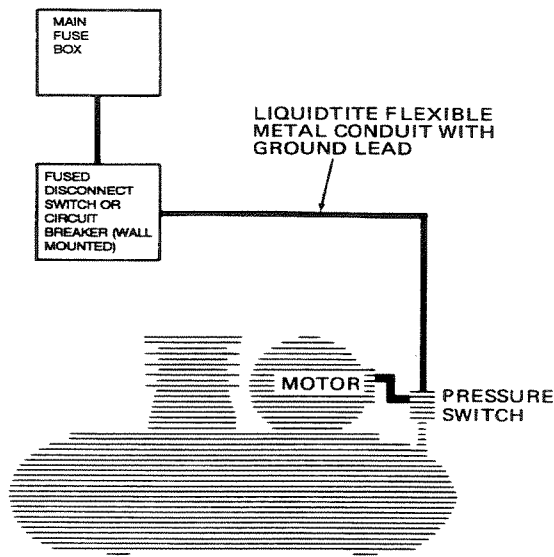 MAIN
FUSE
BOX
LIQUIDTITE FLEXIBLE
METAL CONDUIT WITH
GROUND LEAD
FUSED
DISCONNECT
SWITCH OR
CIRCUIT
BREAKER (WALL
MOUNTED)
MOTOR
PRESSURE
SWITCH